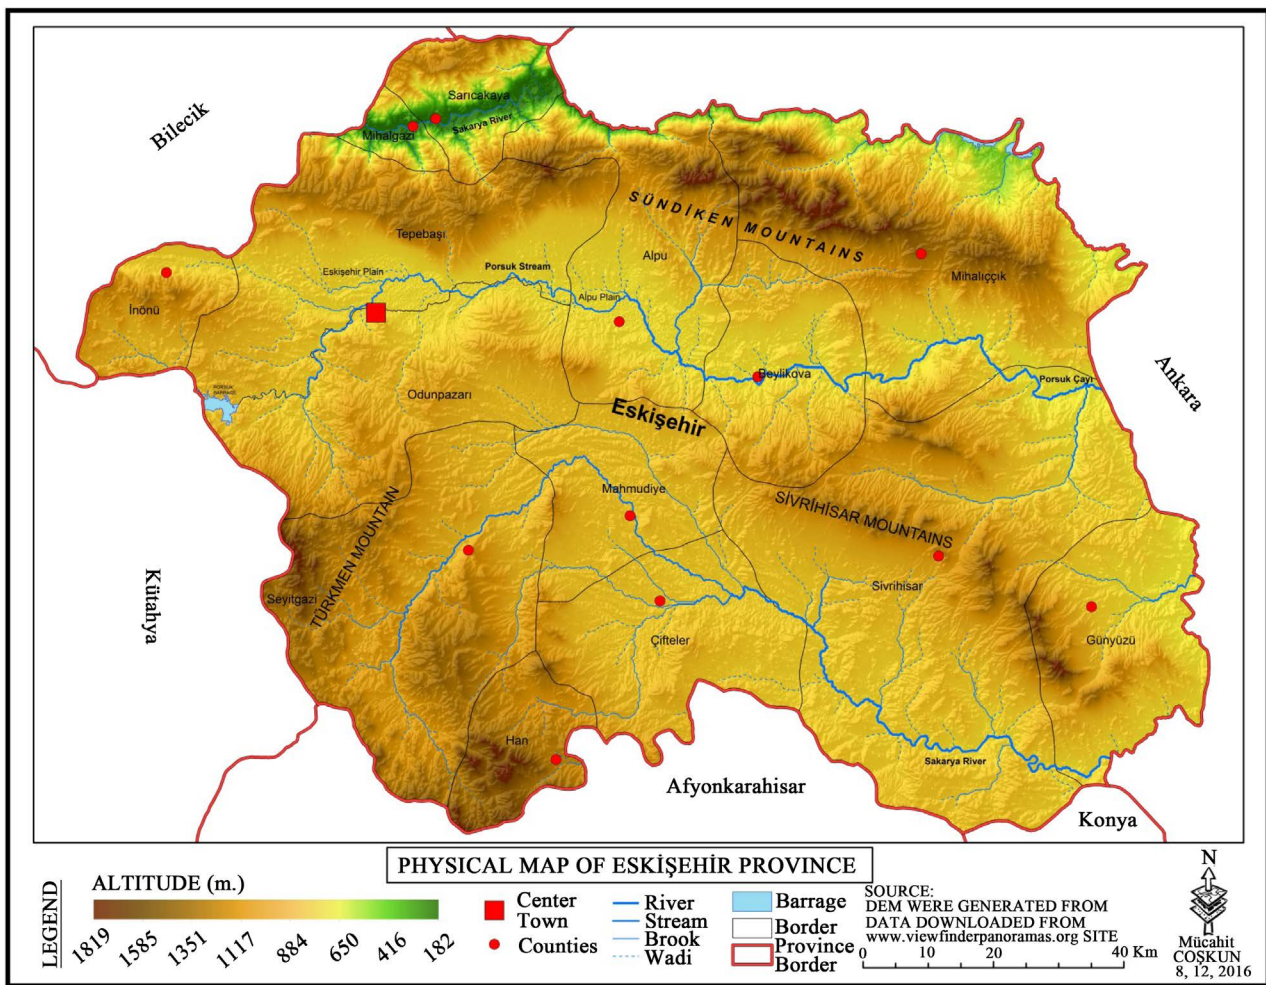 Bilecik
Sarıcakaya
Mihalgazi
Sakarya River
SÜNDİKEN MOUNTAINS
Tepebaşı
Alpu
Eskişehir Plain
Porsuk Stream
Mihalıççık
İnönü
Alpu Plain
Ankara
Beylikova
Porsuk Çayı
PORSUK
Odunpazarı
Eskişehir
Mahmudiye
SİVRİHİSAR MOUNTAINS
TÜRKMEN MOUNTAIN
Kütahya
Seyitgazi
Sivrihisar
Çifteler
Günyüzü
Han
Sakarya River
Afyonkarahisar
Konya
PHYSICAL MAP OF ESKİŞEHİR PROVINCE
LEGEND
ALTITUDE (m.)
1819 1585 1351 1117 884 650 416 182
Center
Town
Counties
River
Stream
Brook
Wadi
Barrage
Border
Province
Border
SOURCE:
DEM WERE GENERATED FROM
DATA DOWNLOADED FROM
www.viewfinderpanoramas.org SITE
0 10 20 40 Km
N
Mücahit
COŞKUN
8, 12, 2016